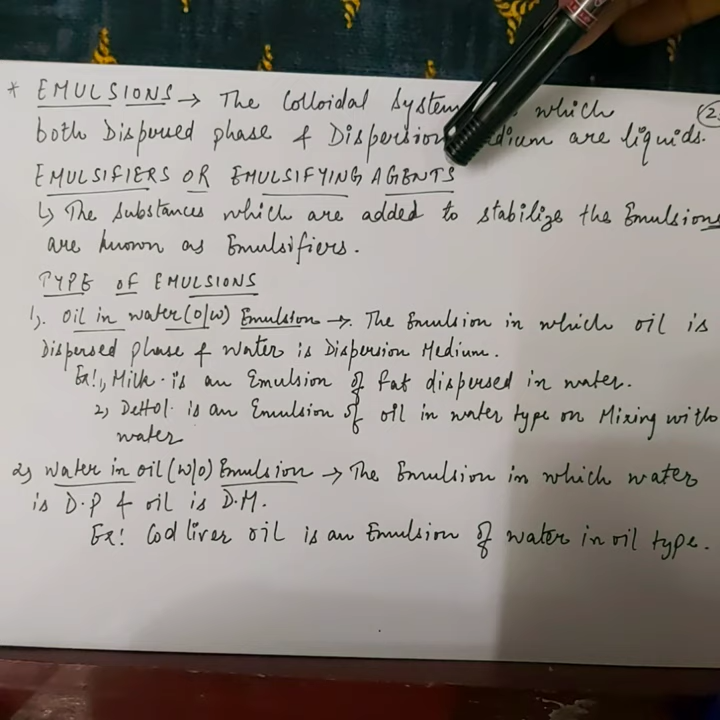 * EMULSIONS → The Colloidal System which (2
both Dispersed phase & Dispersion Medium are liquids.
EMULSIFIERS OR EMULSIFYING AGENTS
↳ The Substances which are added to stabilize the Emulsions
are known as Emulsifiers.
TYPE OF EMULSIONS
1). Oil in water (O/W) Emulsion →. The Emulsion in which oil is
Dispersed phase & Water is Dispersion Medium.
Ex! 1, Milk is an Emulsion of fat dispersed in water.
2) Dettol is an Emulsion of oil in water type on Mixing with
water
2) Water in oil (W/O) Emulsion → The Emulsion in which water
is D.P & oil is D.M.
Ex! Cod liver oil is an Emulsion of water in oil type.